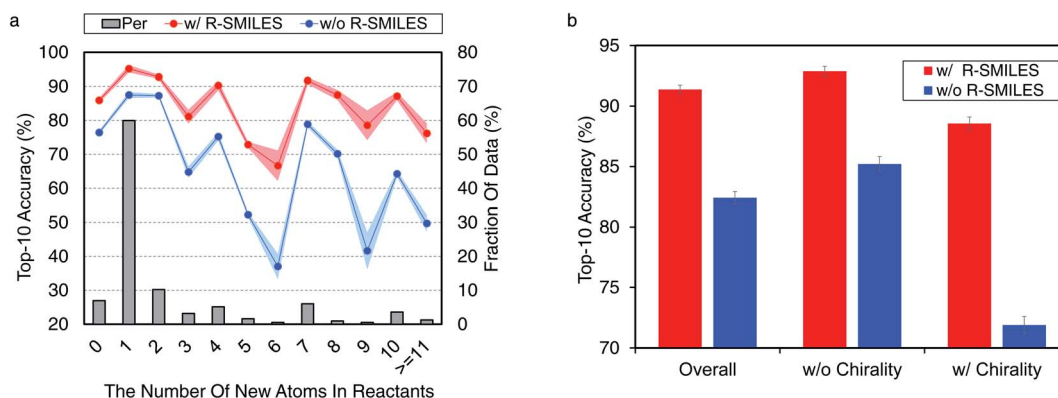 a
Per w/ R-SMILES w/o R-SMILES
100
90
80
70
60
50
40
30
20
Top-10 Accuracy (%)
80
70
60
50
40
30
20
10
0
Fraction Of Data (%)
0 1 2 3 4 5 6 7 8 9 10 >=11
The Number Of New Atoms In Reactants
b
95
90
85
80
75
70
Top-10 Accuracy (%)
w/ R-SMILES
w/o R-SMILES
Overall w/o Chirality w/ Chirality